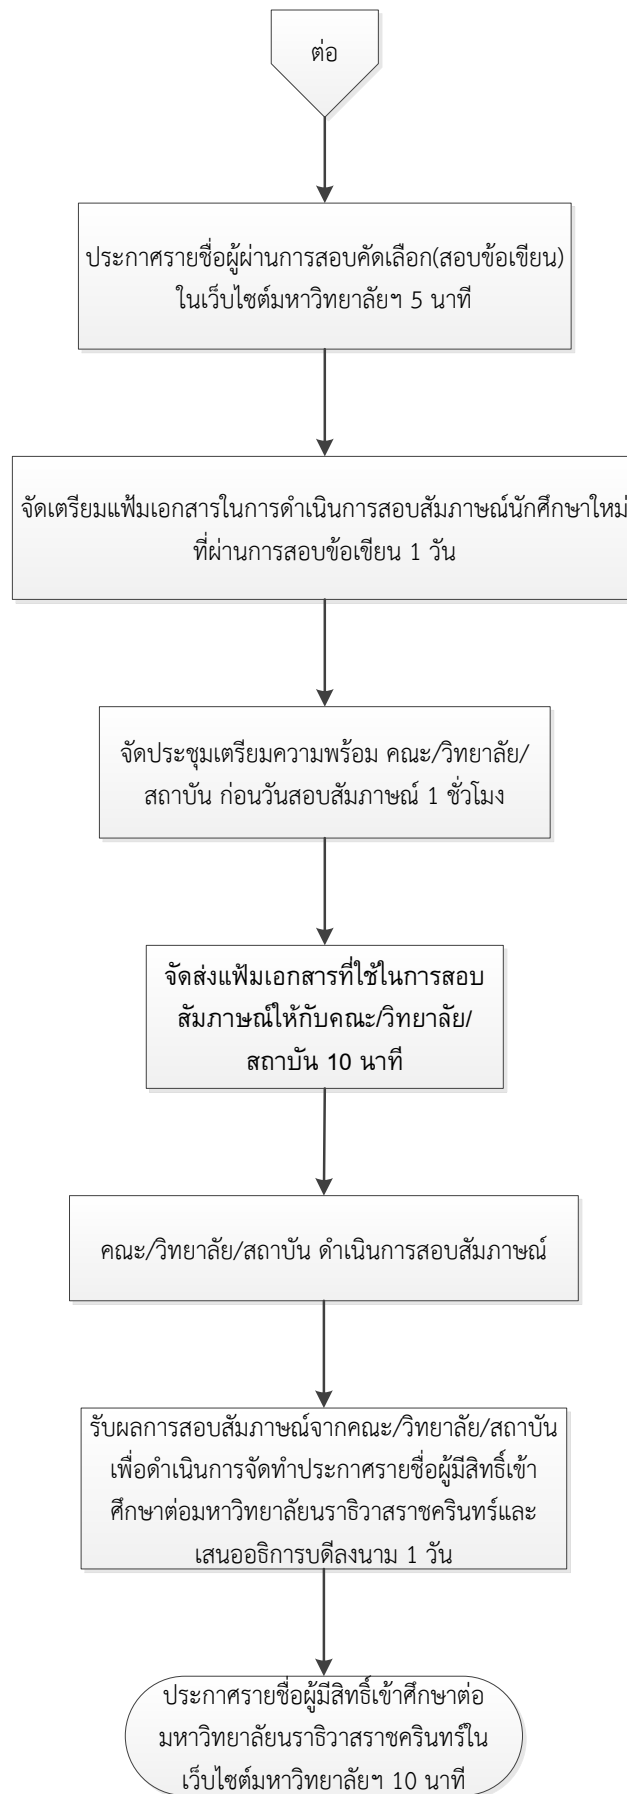 ต่อ
ประกาศรายชื่อผู้ผ่านการสอบคัดเลือก(สอบข้อเขียน)
ในเว็บไซต์มหาวิทยาลัยฯ 5 นาที
จัดเตรียมแฟ้มเอกสารในการดำเนินการสอบสัมภาษณ์นักศึกษาใหม่
ที่ผ่านการสอบข้อเขียน 1 วัน
จัดประชุมเตรียมความพร้อม คณะ/วิทยาลัย/
สถาบัน ก่อนวันสอบสัมภาษณ์ 1 ชั่วโมง
จัดส่งแฟ้มเอกสารที่ใช้ในการสอบ
สัมภาษณ์ให้กับคณะ/วิทยาลัย/
สถาบัน 10 นาที
คณะ/วิทยาลัย/สถาบัน ดำเนินการสอบสัมภาษณ์
รับผลการสอบสัมภาษณ์จากคณะ/วิทยาลัย/สถาบัน
เพื่อดำเนินการจัดทำประกาศรายชื่อผู้มีสิทธิ์เข้า
ศึกษาต่อมหาวิทยาลัยนราธิวาสราชครินทร์และ
เสนออธิการบดีลงนาม 1 วัน
ประกาศรายชื่อผู้มีสิทธิ์เข้าศึกษาต่อ
มหาวิทยาลัยนราธิวาสราชครินทร์ใน
เว็บไซต์มหาวิทยาลัยฯ 10 นาที